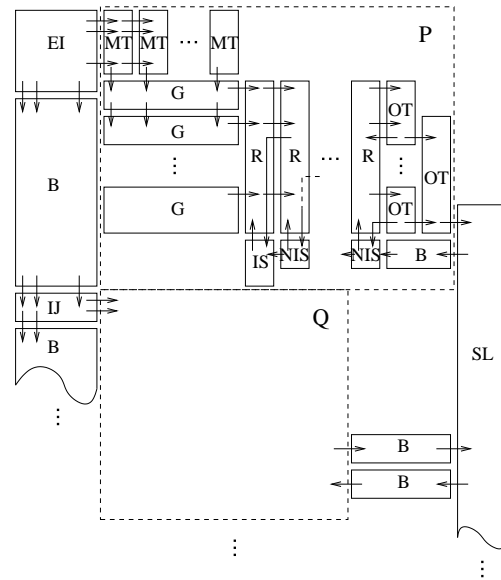 EI MT MT ... MT P
G OT
G
B R R ... R OT
... ...
G OT
IS NIS NIS B
IJ Q
B SL
...
B
B
... ...